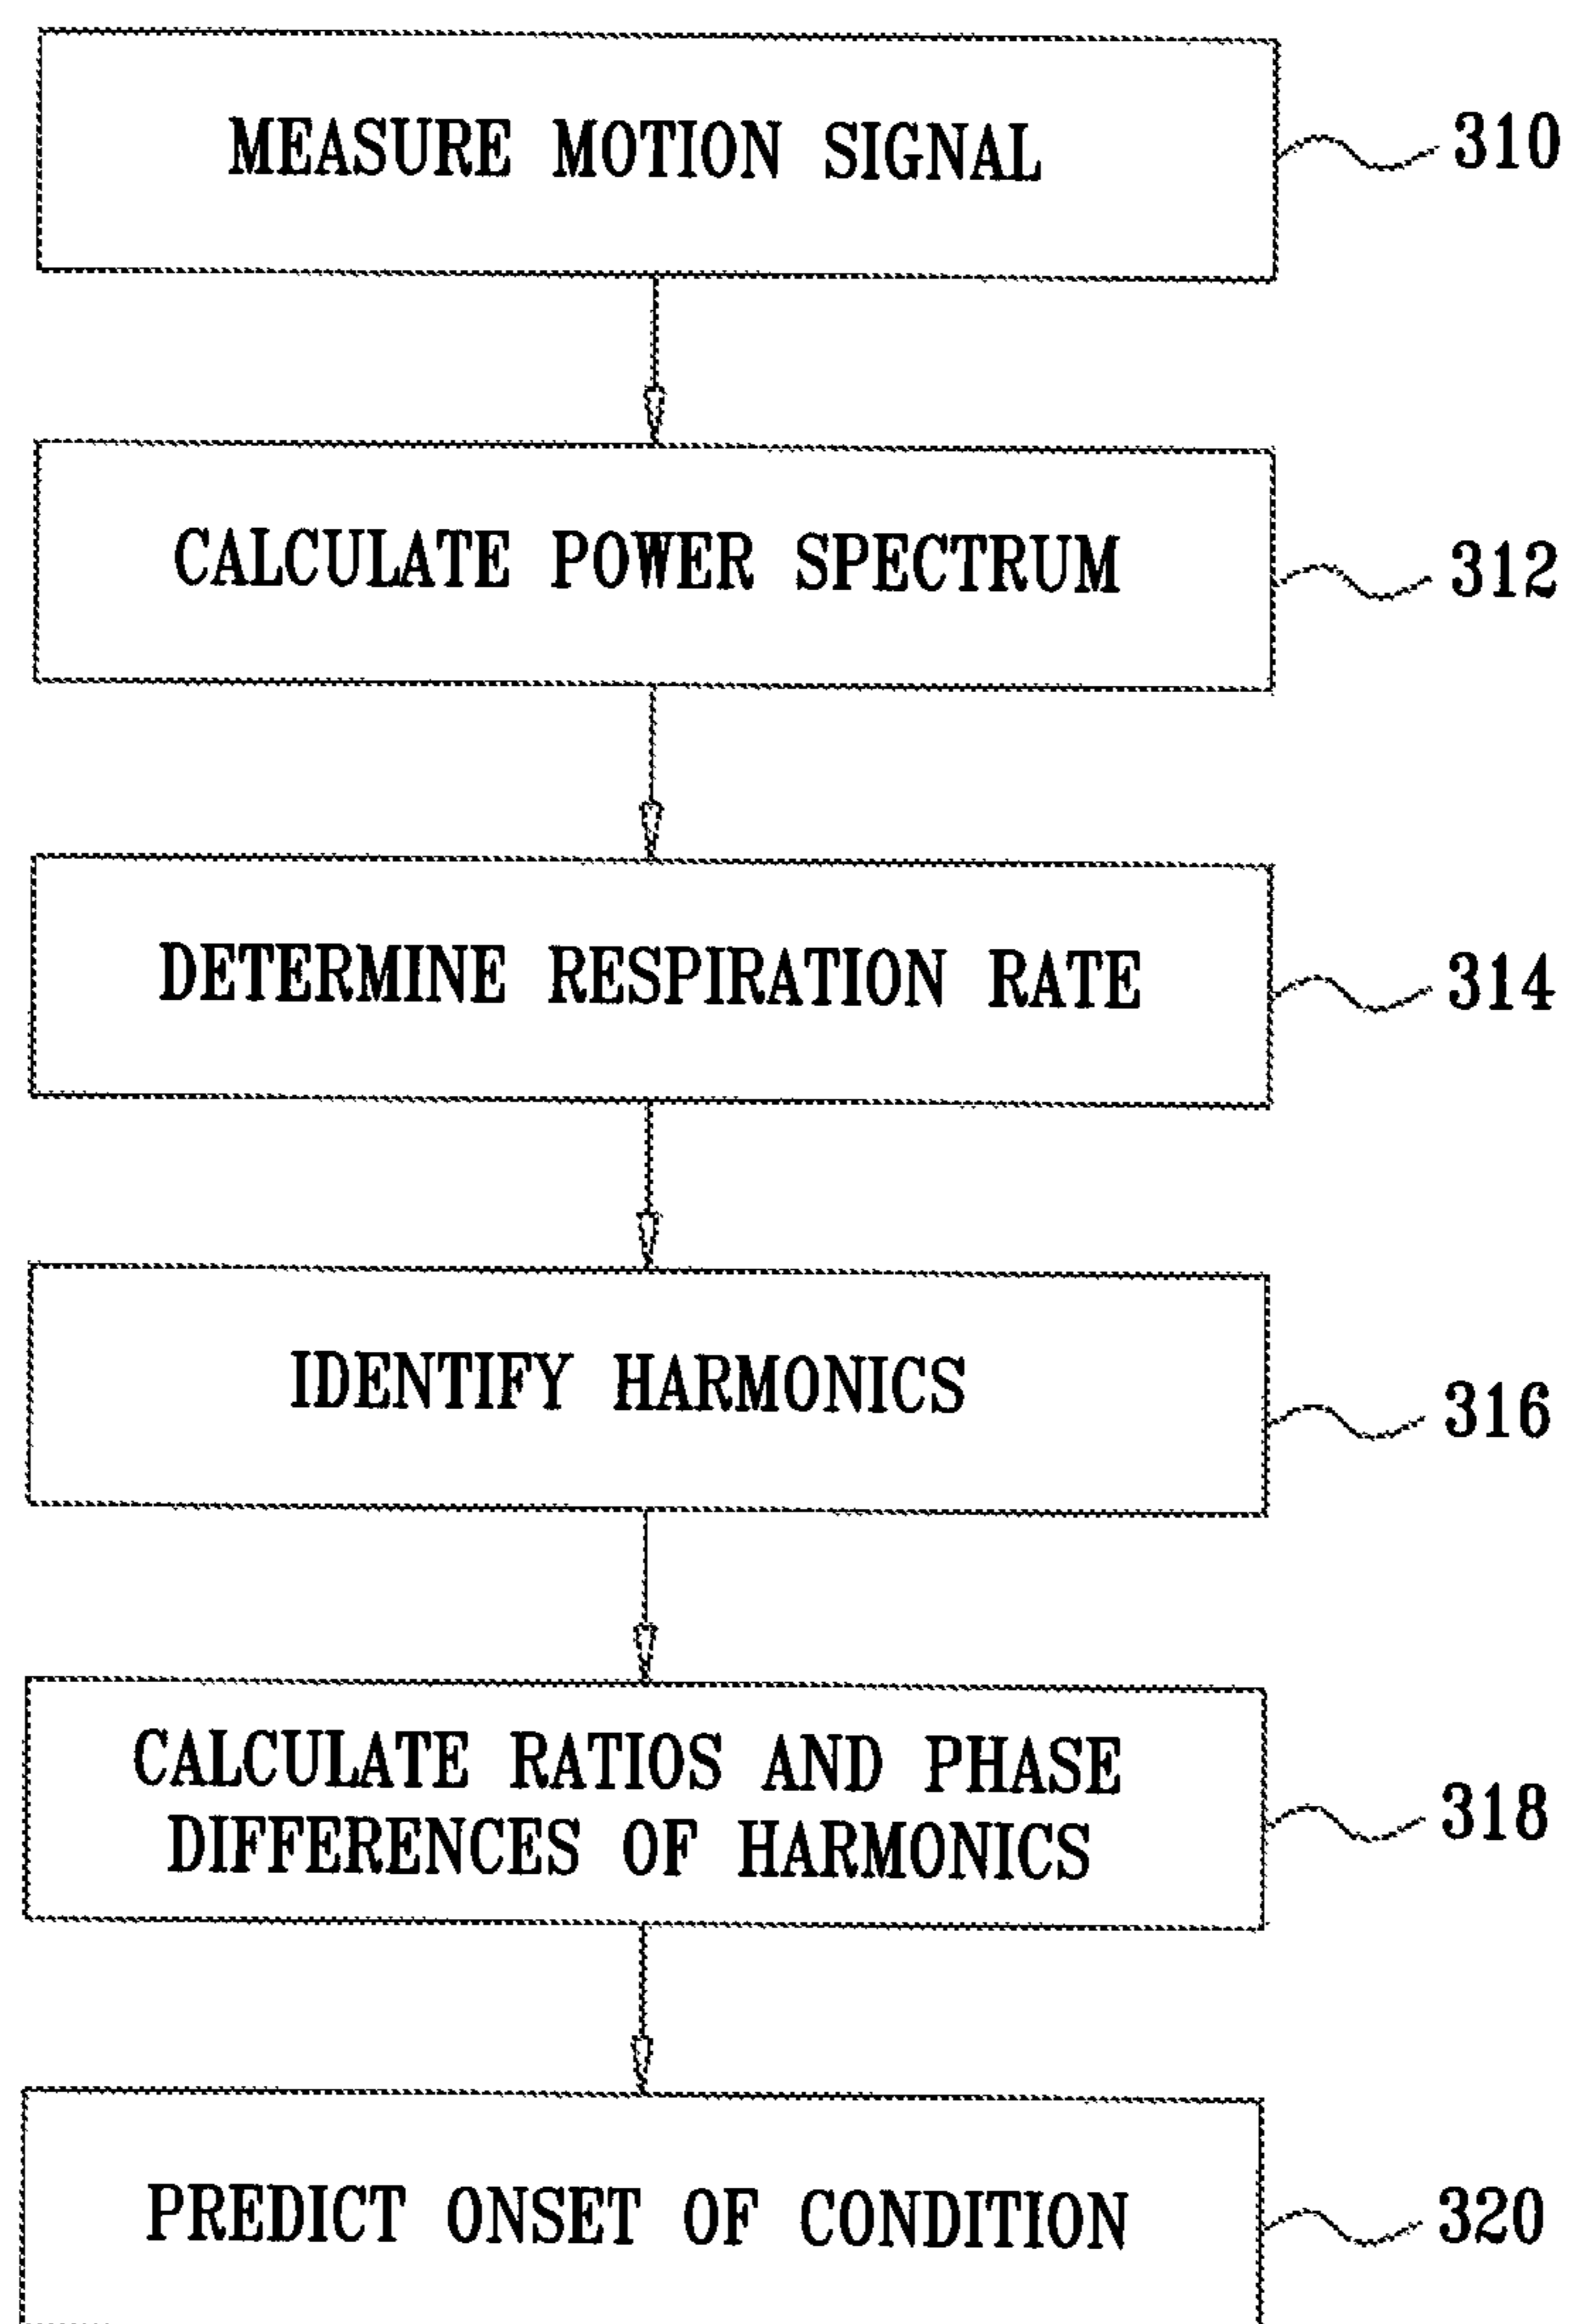 MEASURE MOTION SIGNAL
310
CALCULATE POWER SPECTRUM
312
DETERMINE RESPIRATION RATE
314
IDENTIFY HARMONICS
316
CALCULATE RATIOS AND PHASE
DIFFERENCES OF HARMONICS
318
PREDICT ONSET OF CONDITION
320